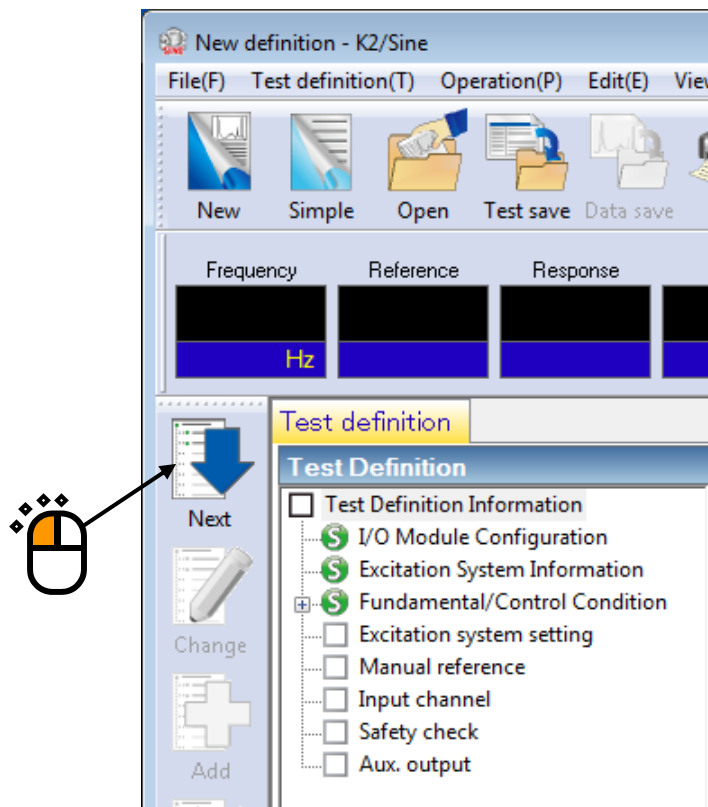 New definition - K2/Sine
File(F) Test definition(T) Operation(P) Edit(E) View
New Simple Open Test save Data save
Frequency Reference Response
Hz
Test definition
Test Definition
Next
Test Definition Information
S I/O Module Configuration
S Excitation System Information
S Fundamental/Control Condition
Excitation system setting
Change
Manual reference
Input channel
Safety check
Add
Aux. output